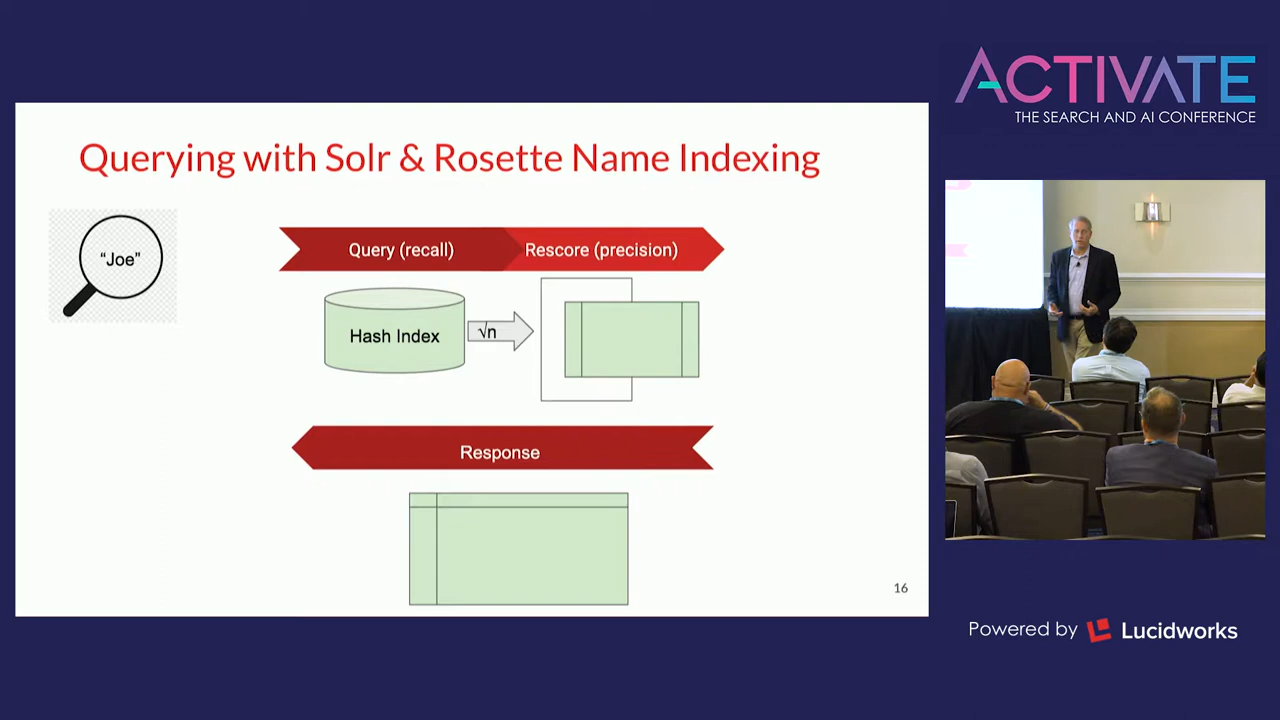 ACTIVATE
THE SEARCH AND AI CONFERENCE
Querying with Solr & Rosette Name Indexing
“Joe”
Query (recall)
Rescore (precision)
Hash Index
√n
Response
16
Powered by Lucidworks